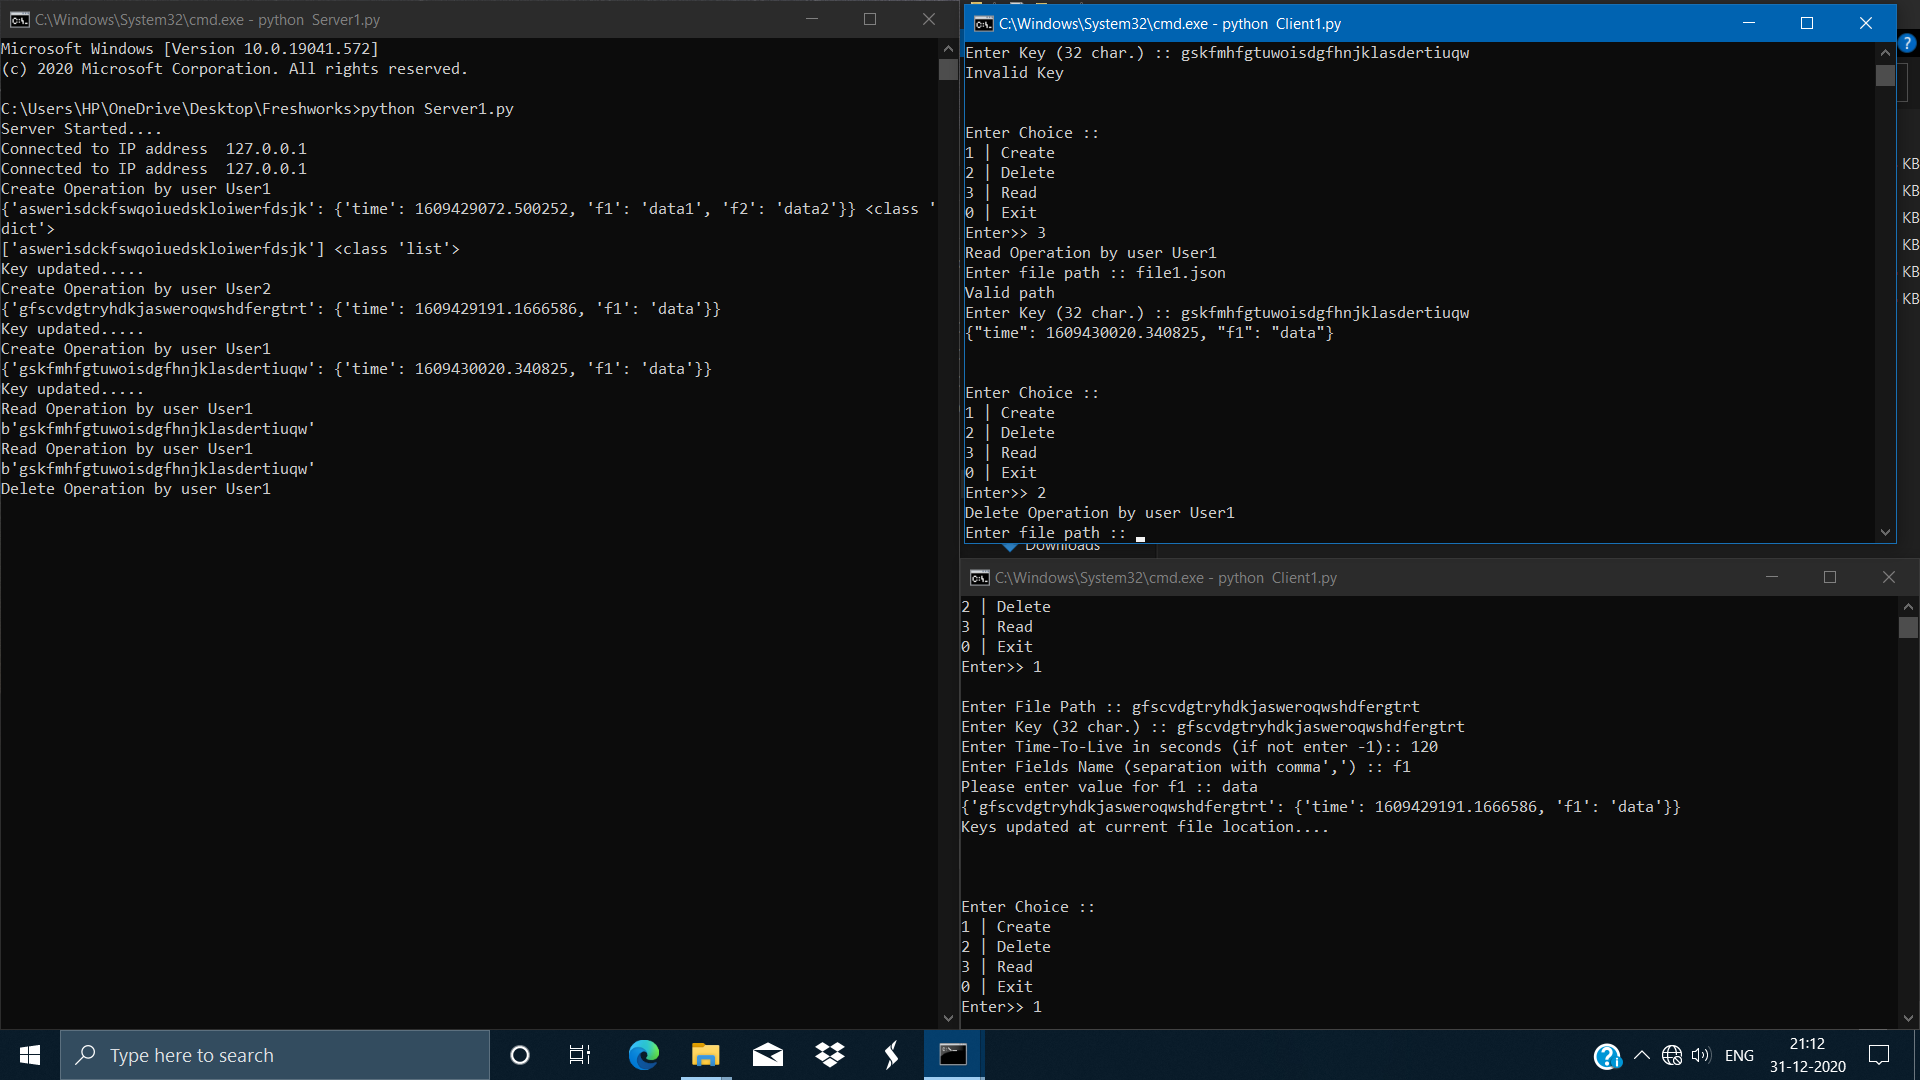 C:\Windows\System32\cmd.exe - python  Server1.py
Microsoft Windows [Version 10.0.19041.572]
(c) 2020 Microsoft Corporation. All rights reserved.
C:\Users\HP\OneDrive\Desktop\Freshworks>python Server1.py
Server Started....
Connected to IP address  127.0.0.1
Connected to IP address  127.0.0.1
Create Operation by user User1
{'aswerisdckfswqoiuedskloiwerfdsjk': {'time': 1609429072.500252, 'f1': 'data1', 'f2': 'data2'}} <class '
dict'>
['aswerisdckfswqoiuedskloiwerfdsjk'] <class 'list'>
Key updated.....
Create Operation by user User2
{'gfscvdgtryhdkjasweroqwshdfergtrt': {'time': 1609429191.1666586, 'f1': 'data'}}
Key updated.....
Create Operation by user User1
{'gskfmhfgtuwoisdgfhnjklasdertiuqw': {'time': 1609430020.340825, 'f1': 'data'}}
Key updated.....
Read Operation by user User1
b'gskfmhfgtuwoisdgfhnjklasdertiuqw'
Read Operation by user User1
b'gskfmhfgtuwoisdgfhnjklasdertiuqw'
Delete Operation by user User1
C:\Windows\System32\cmd.exe - python  Client1.py
Enter Key (32 char.) :: gskfmhfgtuwoisdgfhnjklasdertiuqw
Invalid Key
Enter Choice ::
1 | Create
2 | Delete
3 | Read
0 | Exit
Enter>> 3
Read Operation by user User1
Enter file path :: file1.json
Valid path
Enter Key (32 char.) :: gskfmhfgtuwoisdgfhnjklasdertiuqw
{"time": 1609430020.340825, "f1": "data"}
Enter Choice ::
1 | Create
2 | Delete
3 | Read
0 | Exit
Enter>> 2
Delete Operation by user User1
Enter file path ::
Downloads
KB
KB
KB
KB
KB
KB
C:\Windows\System32\cmd.exe - python  Client1.py
2 | Delete
3 | Read
0 | Exit
Enter>> 1
Enter File Path :: gfscvdgtryhdkjasweroqwshdfergtrt
Enter Key (32 char.) :: gfscvdgtryhdkjasweroqwshdfergtrt
Enter Time-To-Live in seconds (if not enter -1):: 120
Enter Fields Name (separation with comma',') :: f1
Please enter value for f1 :: data
{'gfscvdgtryhdkjasweroqwshdfergtrt': {'time': 1609429191.1666586, 'f1': 'data'}}
Keys updated at current file location....
Enter Choice ::
1 | Create
2 | Delete
3 | Read
0 | Exit
Enter>> 1
Type here to search
ENG
21:12
31-12-2020